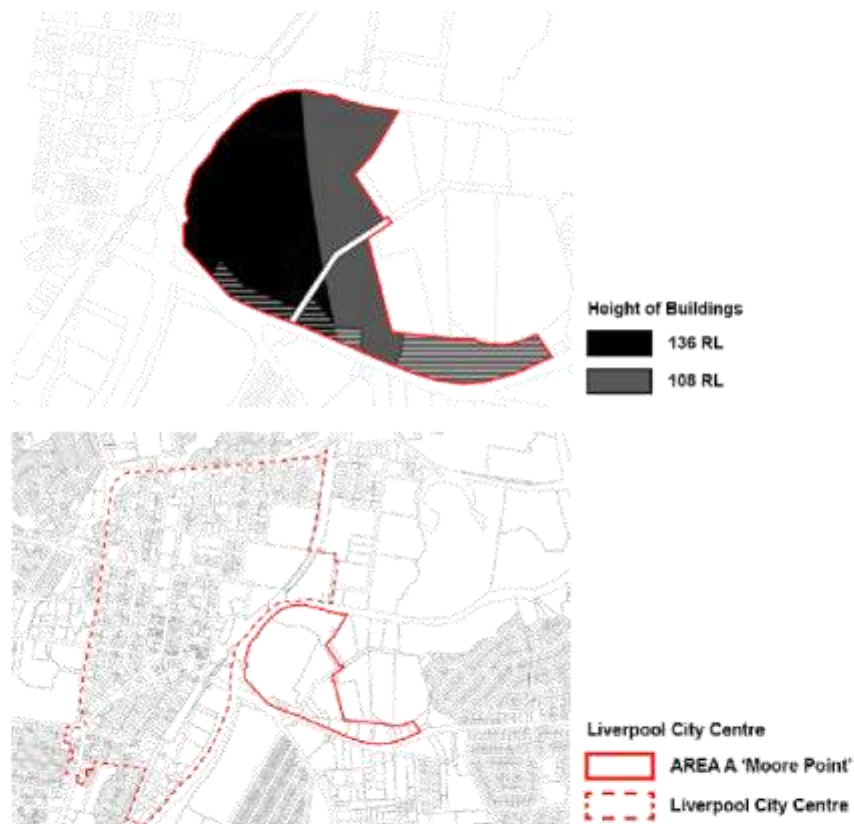 Height of Buildings
136 RL
108 RL
Liverpool City Centre
AREA A 'Moore Point'
Liverpool City Centre